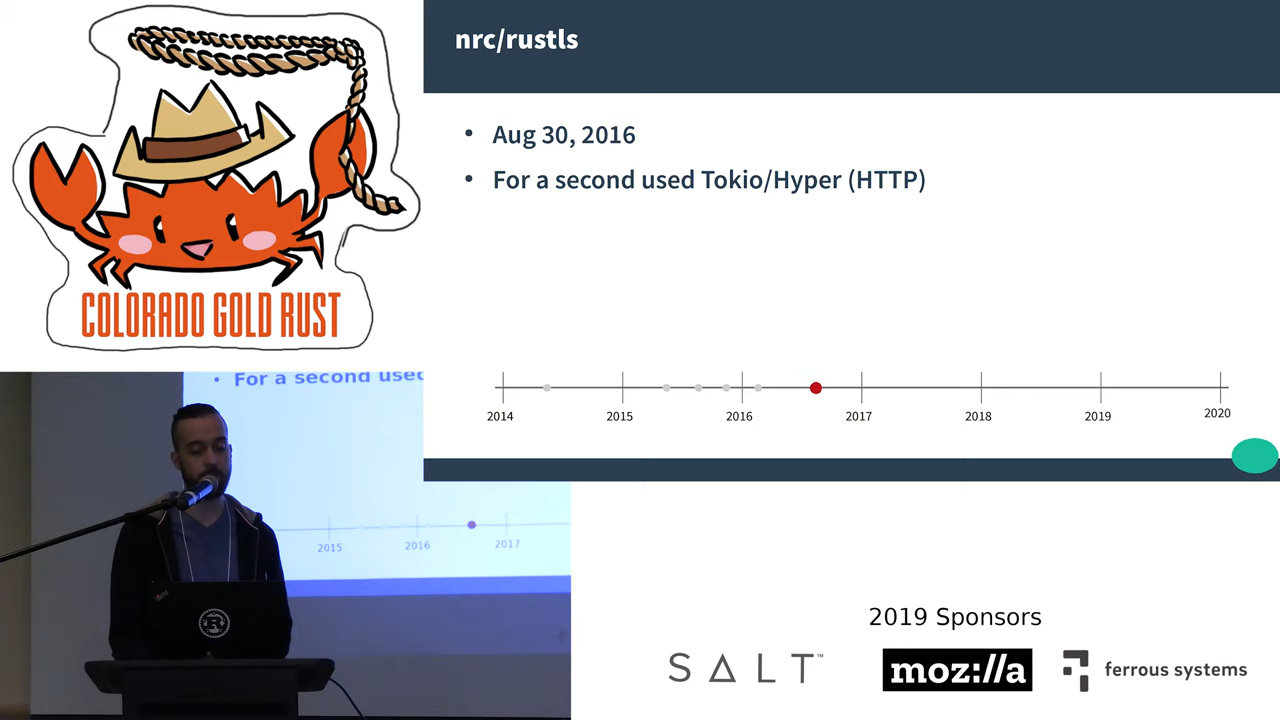 COLORADO GOLD RUST
nrc/rustls
• Aug 30, 2016
• For a second used Tokio/Hyper (HTTP)
2014 2015 2016 2017 2018 2019 2020
• For a second used
2015 2016 2017
R
2019 Sponsors
SALT™
moz://a
ferrous systems